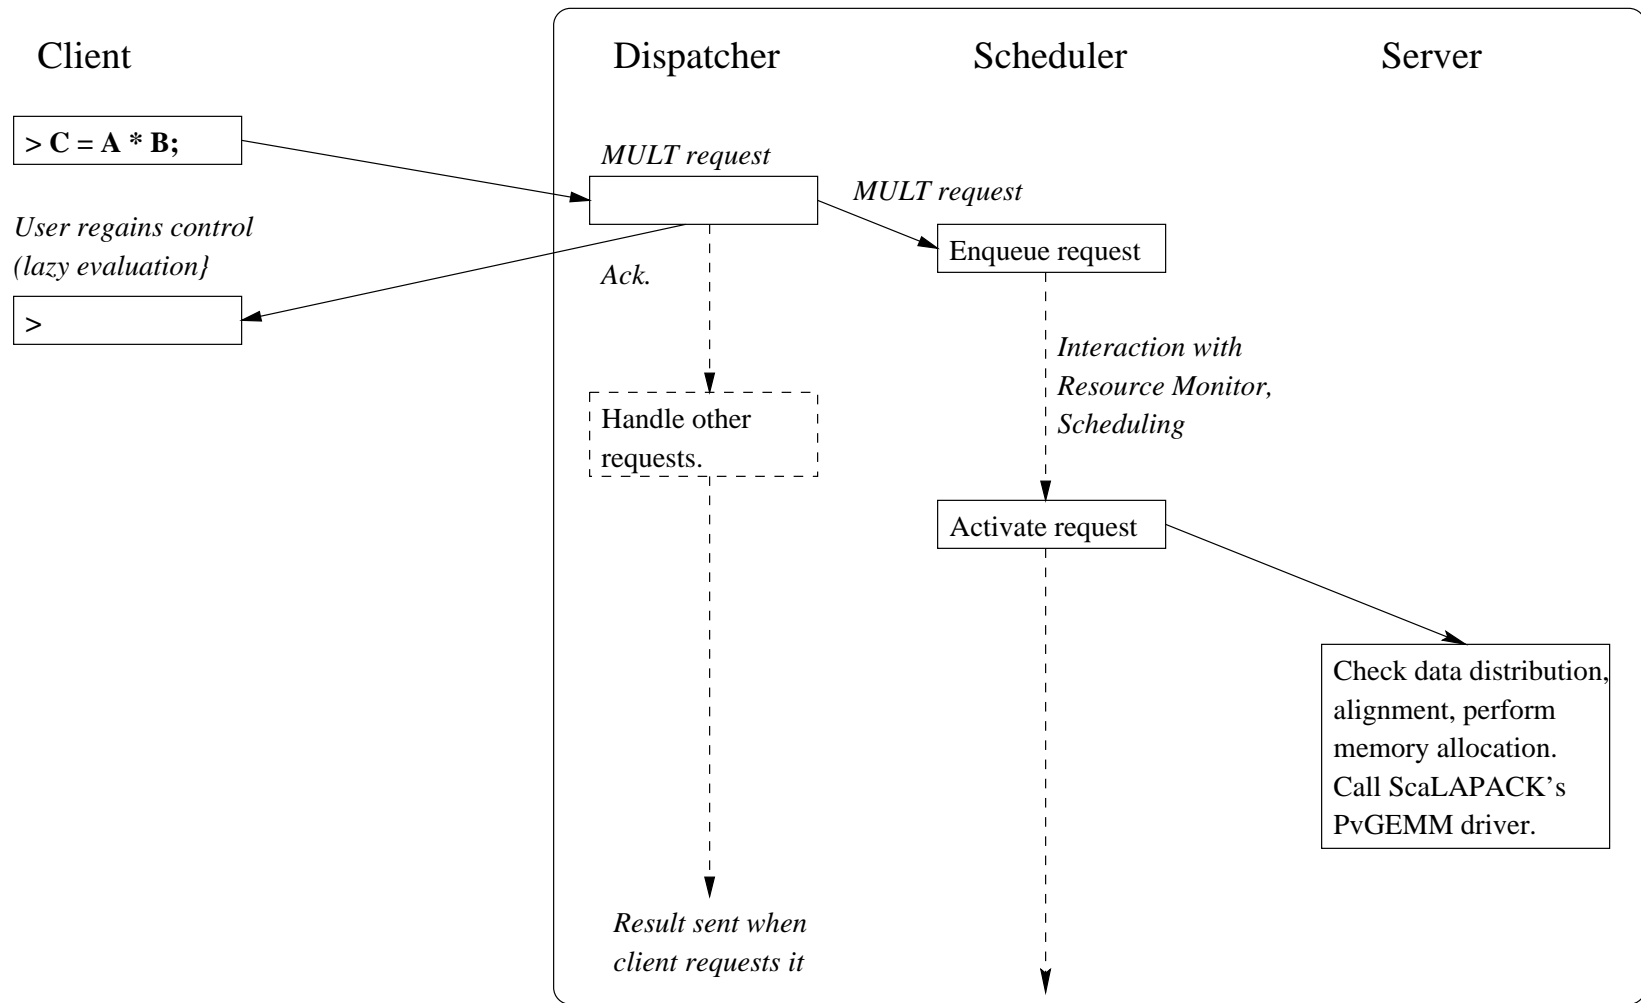 Client
Dispatcher
Scheduler
Server
> C = A * B;
MULT request
MULT request
User regains control
(lazy evaluation}
Enqueue request
Ack.
>
Interaction with
Resource Monitor,
Scheduling
Handle other
requests.
Activate request
Check data distribution,
alignment, perform
memory allocation.
Call ScaLAPACK's
PvGEMM driver.
Result sent when
client requests it